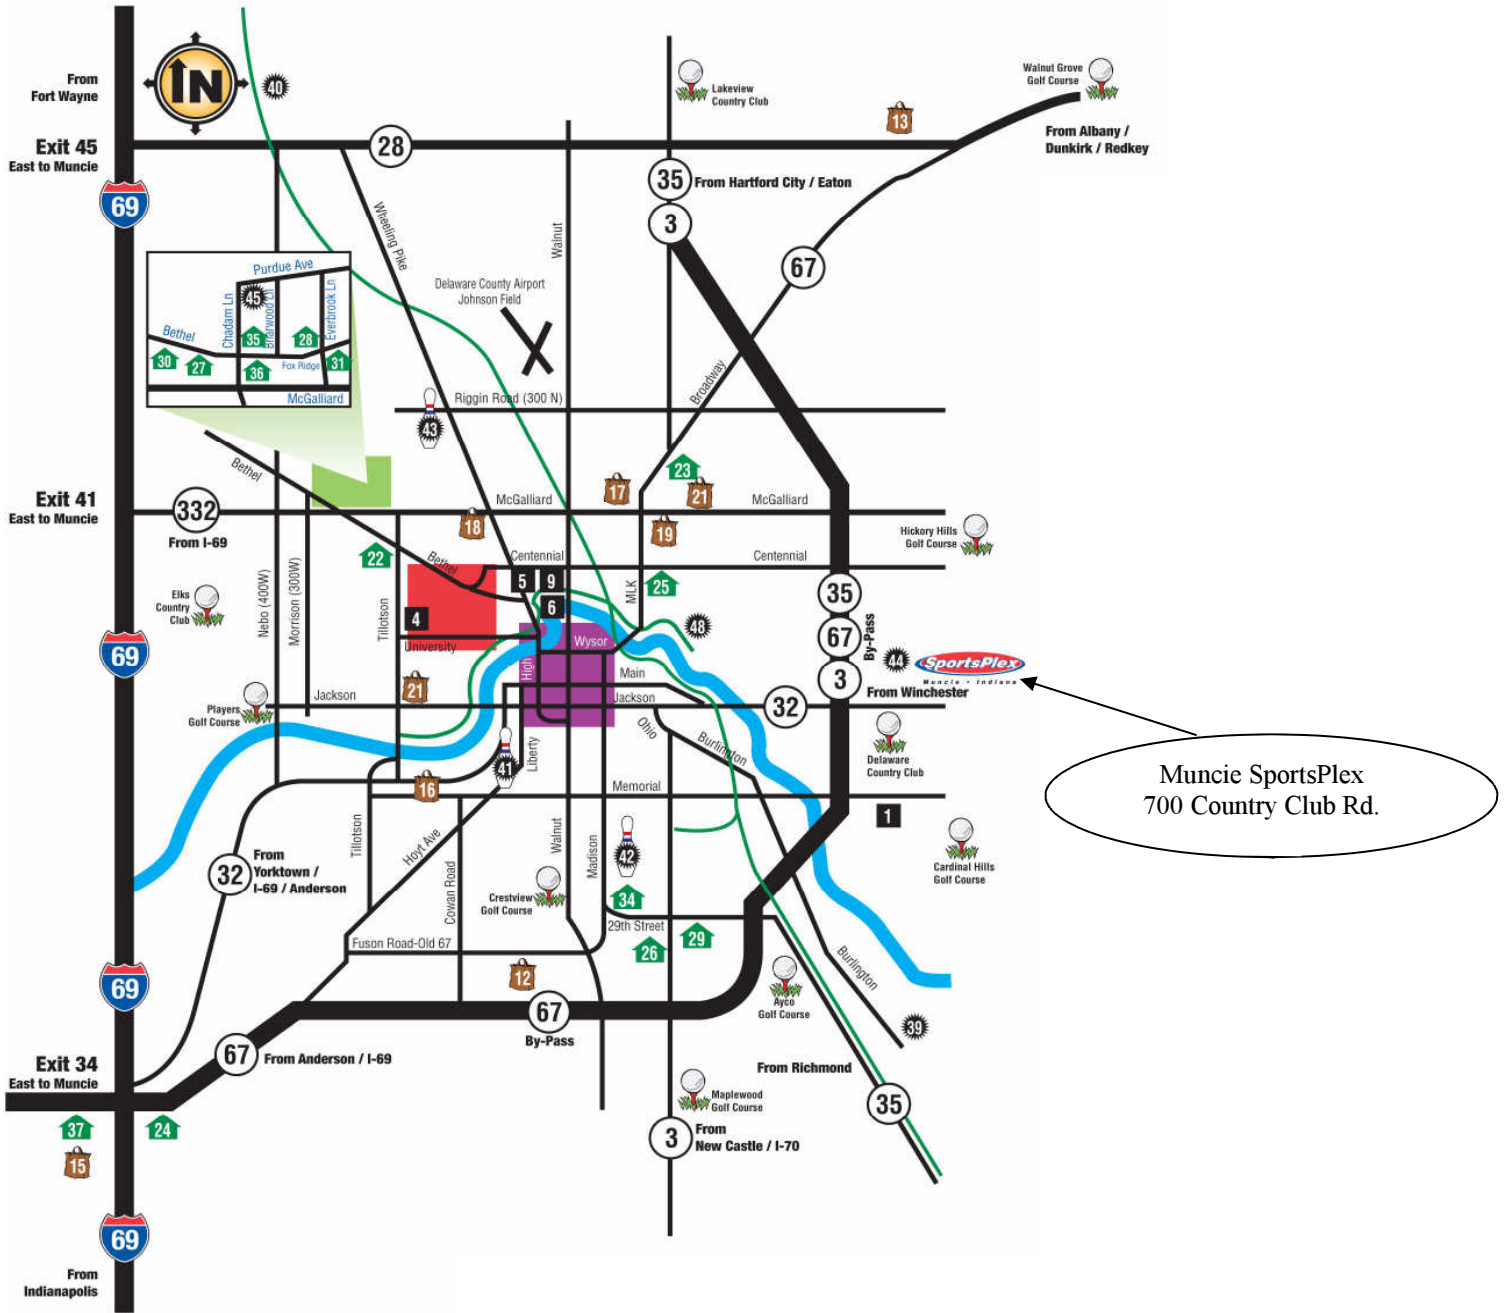 From
Fort Wayne
IN
40
Lakeview
Country Club
Walnut Grove
Golf Course
13
From Albany /
Dunkirk / Redkey
Exit 45
East to Muncie
28
69
35
From Hartford City / Eaton
3
Wheeling Pike
Walnut
67
Delaware County Airport
Johnson Field
Purdue Ave
Chadam Ln
45
Briarwood Ln
Everbrook Ln
Bethel
35
28
30
27
36
Fox Ridge
31
McGalliard
Broadway
Riggin Road (300 N)
43
Bethel
23
17
21
Exit 41
East to Muncie
332
From I-69
McGalliard
McGalliard
18
19
Hickory Hills
Golf Course
22
Bethel
Centennial
Centennial
5
9
6
25
MLK
35
67
3
By-Pass
Elks
Country
Club
Nebo (400W)
Morrison (300W)
Tillotson
4
University
69
48
Wysor
High
Main
44
SportsPlex
Muncie • Indiana
From Winchester
Jackson
21
Jackson
32
Players
Golf Course
Ohio
Burlington
Delaware
Country Club
Liberty
41
16
Memorial
1
Muncie SportsPlex
700 Country Club Rd.
Tillotson
Hoyt Ave
Walnut
Madison
42
Cardinal Hills
Golf Course
32
From
Yorktown /
I-69 / Anderson
Cowan Road
Crestview
Golf Course
34
29th Street
26
29
Fuson Road-Old 67
Burlington
12
69
Ayco
Golf Course
67
By-Pass
39
Exit 34
East to Muncie
67
From Anderson / I-69
From Richmond
Maplewood
Golf Course
35
37
24
15
3
From
New Castle / I-70
69
From
Indianapolis